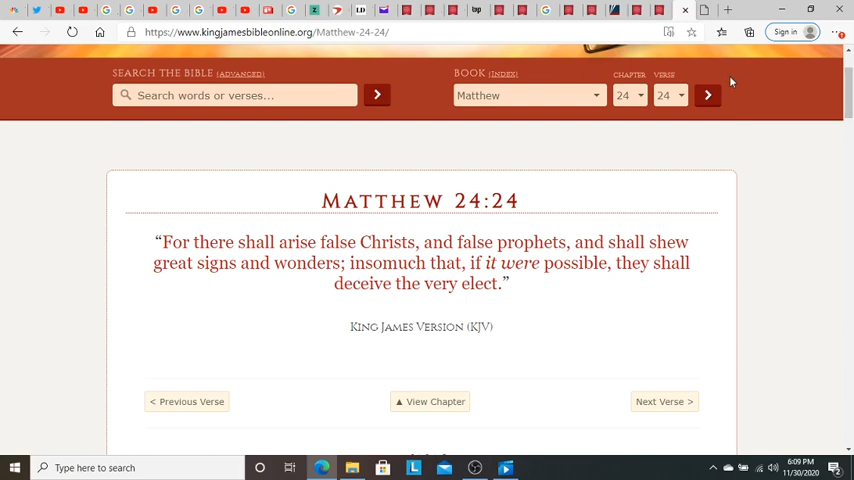 https://www.kingjamesbibleonline.org/Matthew-24-24/
Sign in
SEARCH THE BIBLE (ADVANCED)
BOOK (INDEX)
CHAPTER
VERSE
Search words or verses...
Matthew
24
24
MATTHEW 24:24
“For there shall arise false Christs, and false prophets, and shall shew
great signs and wonders; insomuch that, if it were possible, they shall
deceive the very elect.”
KING JAMES VERSION (KJV)
< Previous Verse
▲ View Chapter
Next Verse >
Type here to search
6:09 PM
11/30/2020
2